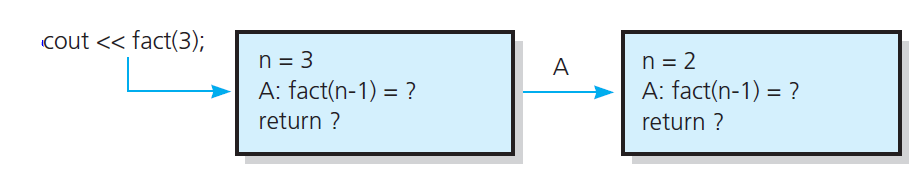 cout << fact(3);
n = 3
A: fact(n-1) = ?
return ?
A
n = 2
A: fact(n-1) = ?
return ?